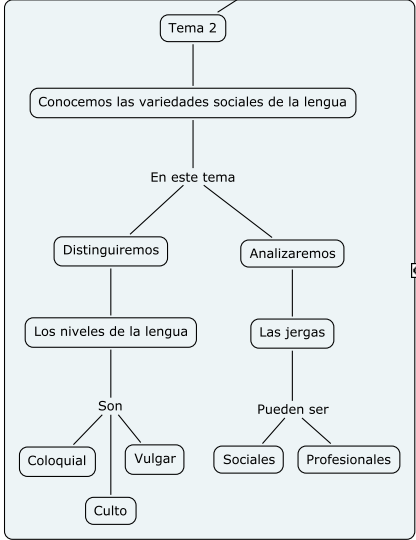 Tema 2
Conocemos las variedades sociales de la lengua
En este tema
Distinguiremos
Analizaremos
Los niveles de la lengua
Las jergas
Son
Pueden ser
Coloquial
Vulgar
Sociales
Profesionales
Culto